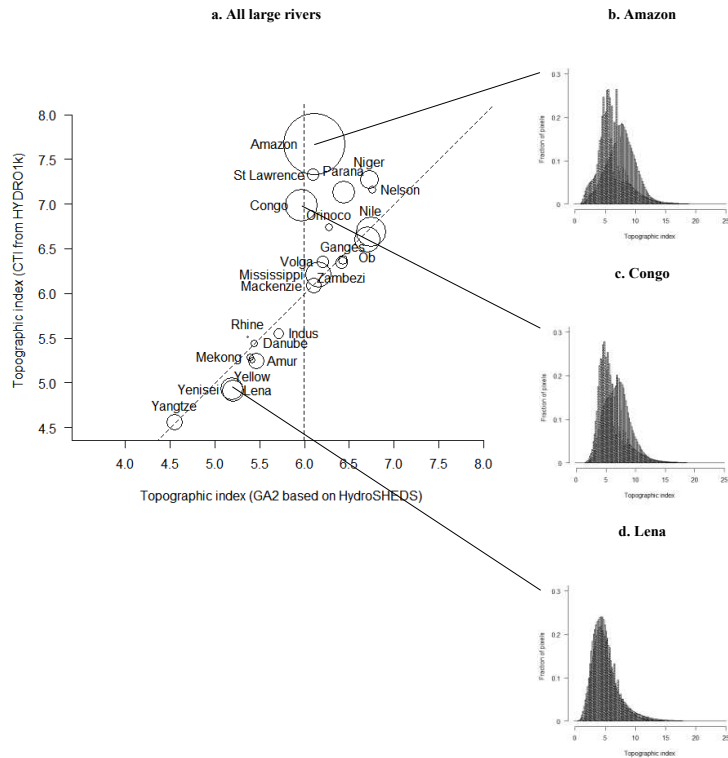 a. All large rivers
Topographic index (CTI from HYDRO1k)
8.0
7.5
7.0
6.5
6.0
5.5
5.0
4.5
Amazon
St Lawrence
Parana
Niger
Nelson
Congo
Orinoco
Nile
Ganges
Ob
Volga
Mississippi
Zambezi
Mackenzie
Rhine
Indus
Danube
Mekong
Amur
Yellow
Yenisei
Lena
Yangtze
4.0 4.5 5.0 5.5 6.0 6.5 7.0 7.5 8.0
Topographic index (GA2 based on HydroSHEDS)
b. Amazon
Fraction of pixels
0.3
0.2
0.1
0
0 5 10 15 20 25
Topographic index
c. Congo
Fraction of pixels
0.3
0.2
0.1
0
0 5 10 15 20 25
Topographic index
d. Lena
Fraction of pixels
0.3
0.2
0.1
0
0 5 10 15 20 25
Topographic index